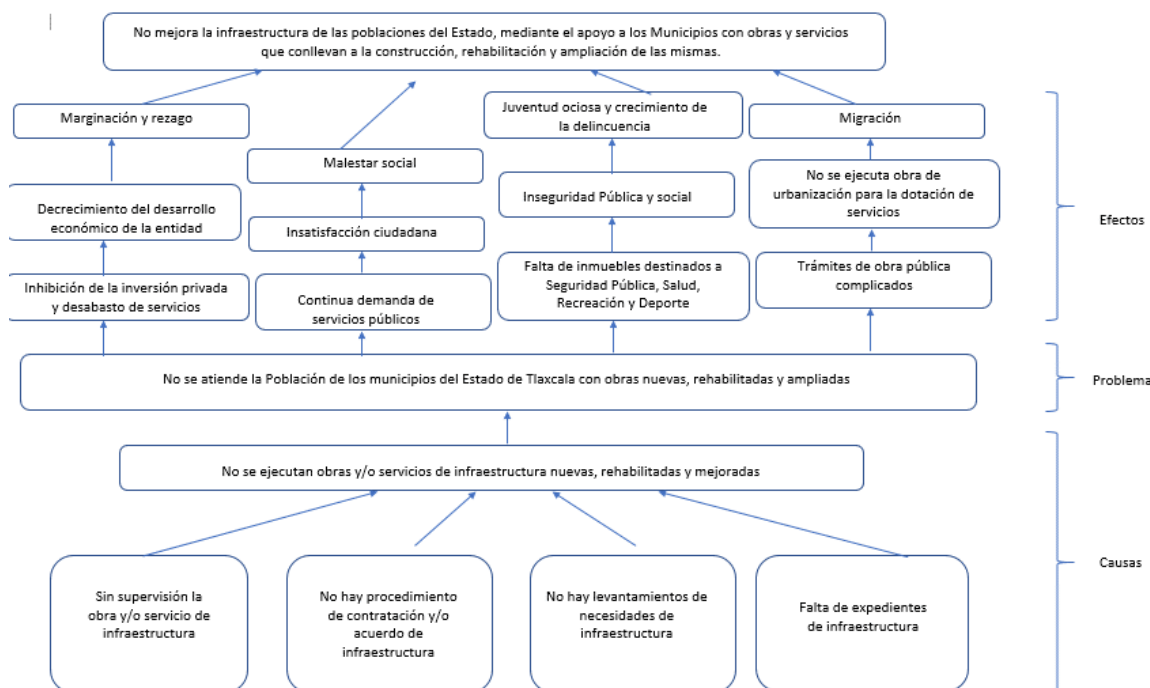 No mejora la infraestructura de las poblaciones del Estado, mediante el apoyo a los Municipios con obras y servicios
que conllevan a la construcción, rehabilitación y ampliación de las mismas.
Marginación y rezago
Juventud ociosa y crecimiento de
la delincuencia
Migración
Malestar social
Decrecimiento del desarrollo
económico de la entidad
Insatisfacción ciudadana
Inseguridad Pública y social
No se ejecuta obra de
urbanización para la dotación de
servicios
Efectos
Inhibición de la inversión privada
y desabasto de servicios
Continua demanda de
servicios públicos
Falta de inmuebles destinados a
Seguridad Pública, Salud,
Recreación y Deporte
Trámites de obra pública
complicados
No se atiende la Población de los municipios del Estado de Tlaxcala con obras nuevas, rehabilitadas y ampliadas
Problema
No se ejecutan obras y/o servicios de infraestructura nuevas, rehabilitadas y mejoradas
Sin supervisión la
obra y/o servicio de
infraestructura
No hay procedimiento
de contratación y/o
acuerdo de
infraestructura
No hay levantamientos de
necesidades de
infraestructura
Falta de expedientes
de infraestructura
Causas